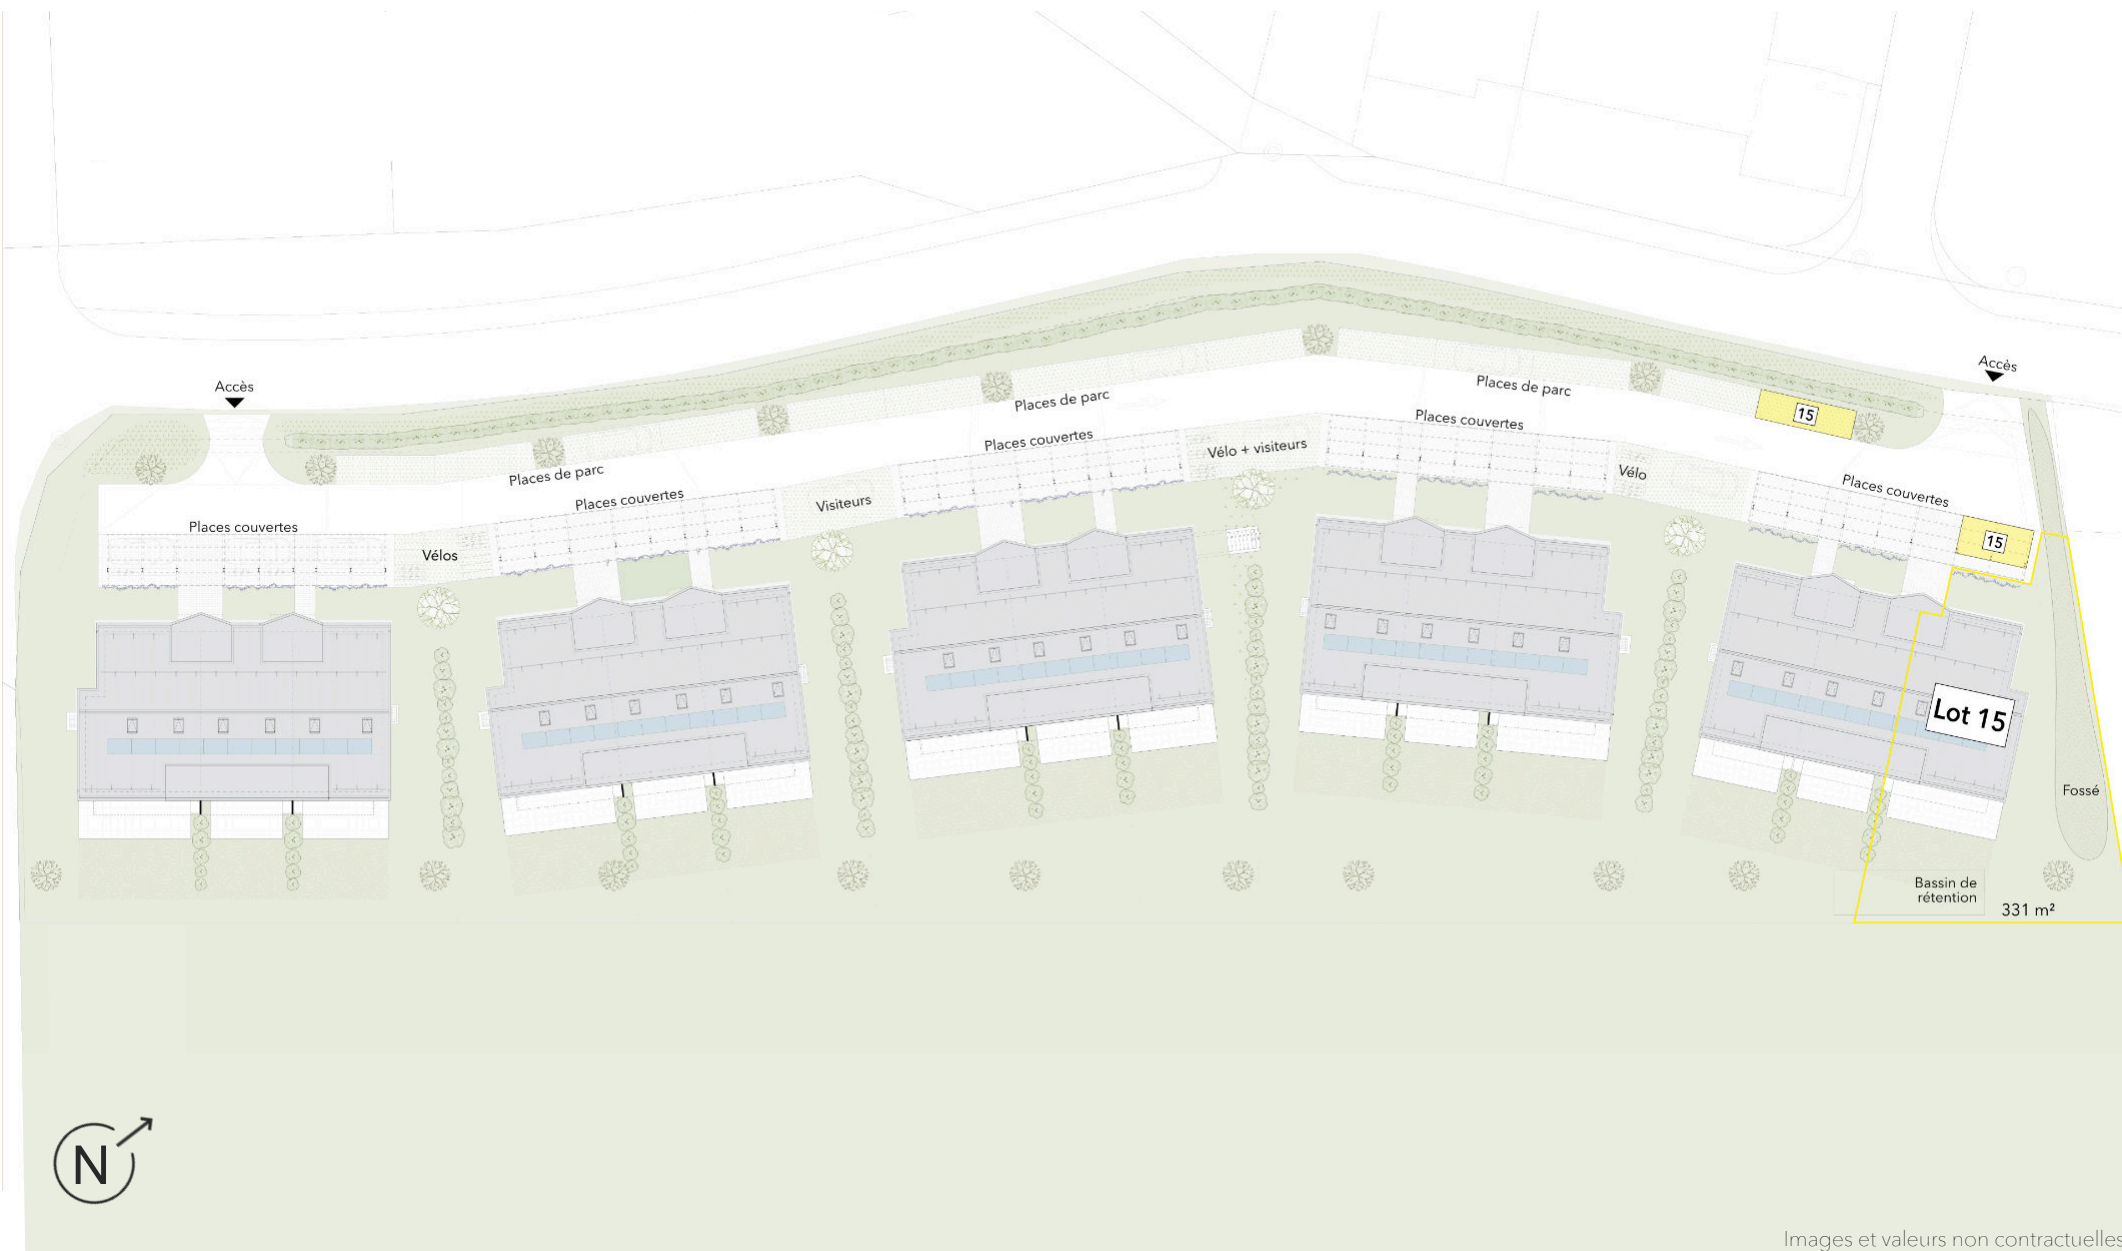 Accès
Accès
Places de parc
15
Places de parc
Places couvertes
Places couvertes
Vélo + visiteurs
Vélo
Places de parc
Places couvertes
Places couvertes
Visiteurs
Places couvertes
15
Vélos
Lot 15
Fossé
Bassin de
rétention
331 m²
N
Images et valeurs non contractuelles